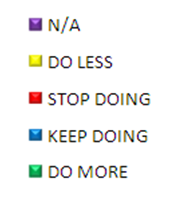 N/A
DO LESS
STOP DOING
KEEP DOING
DO MORE